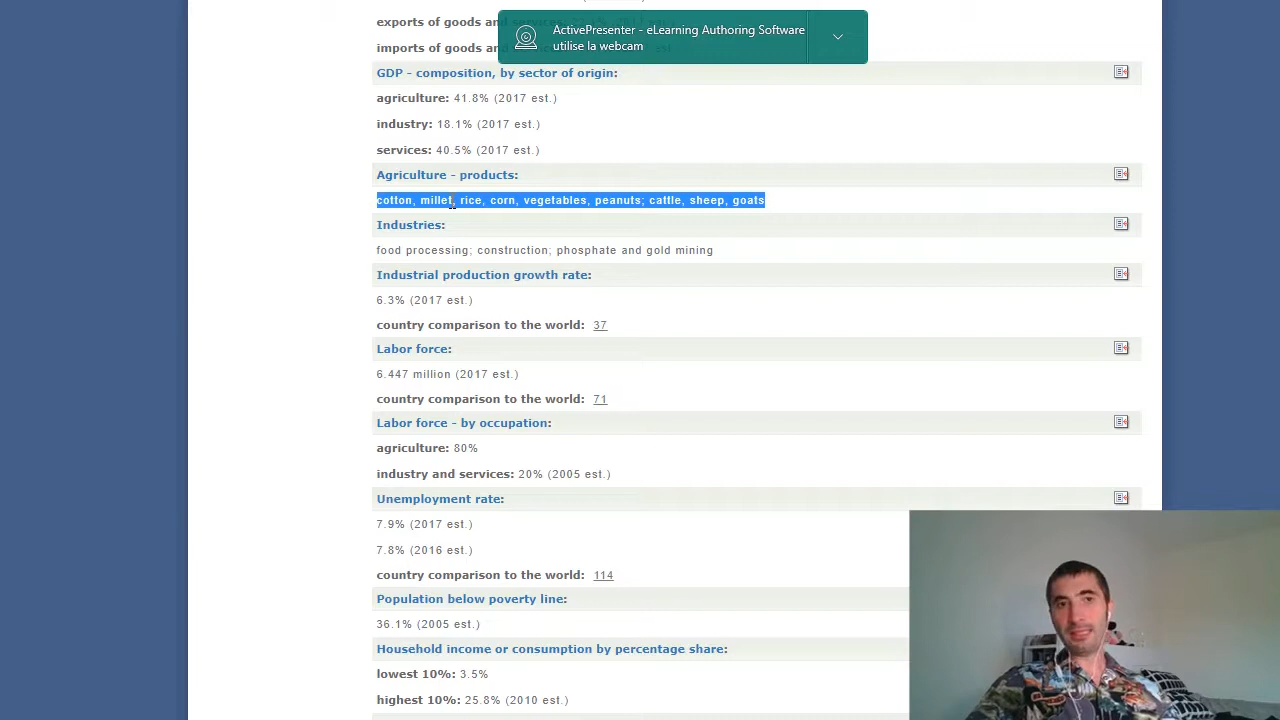 exports of goods and services:
ActivePresenter - eLearning Authoring Software
utilise la webcam
imports of goods and
GDP - composition, by sector of origin:
agriculture: 41.8% (2017 est.)
industry: 18.1% (2017 est.)
services: 40.5% (2017 est.)
Agriculture - products:
cotton, millet, rice, corn, vegetables, peanuts; cattle, sheep, goats
Industries:
food processing; construction; phosphate and gold mining
Industrial production growth rate:
6.3% (2017 est.)
country comparison to the world: 37
Labor force:
6.447 million (2017 est.)
country comparison to the world: 71
Labor force - by occupation:
agriculture: 80%
industry and services: 20% (2005 est.)
Unemployment rate:
7.9% (2017 est.)
7.8% (2016 est.)
country comparison to the world: 114
Population below poverty line:
36.1% (2005 est.)
Household income or consumption by percentage share:
lowest 10%: 3.5%
highest 10%: 25.8% (2010 est.)